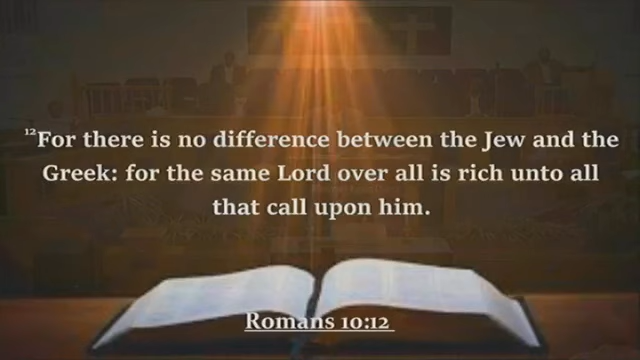 ¹²For there is no difference between the Jew and the
Greek: for the same Lord over all is rich unto all
that call upon him.
Romans 10:12